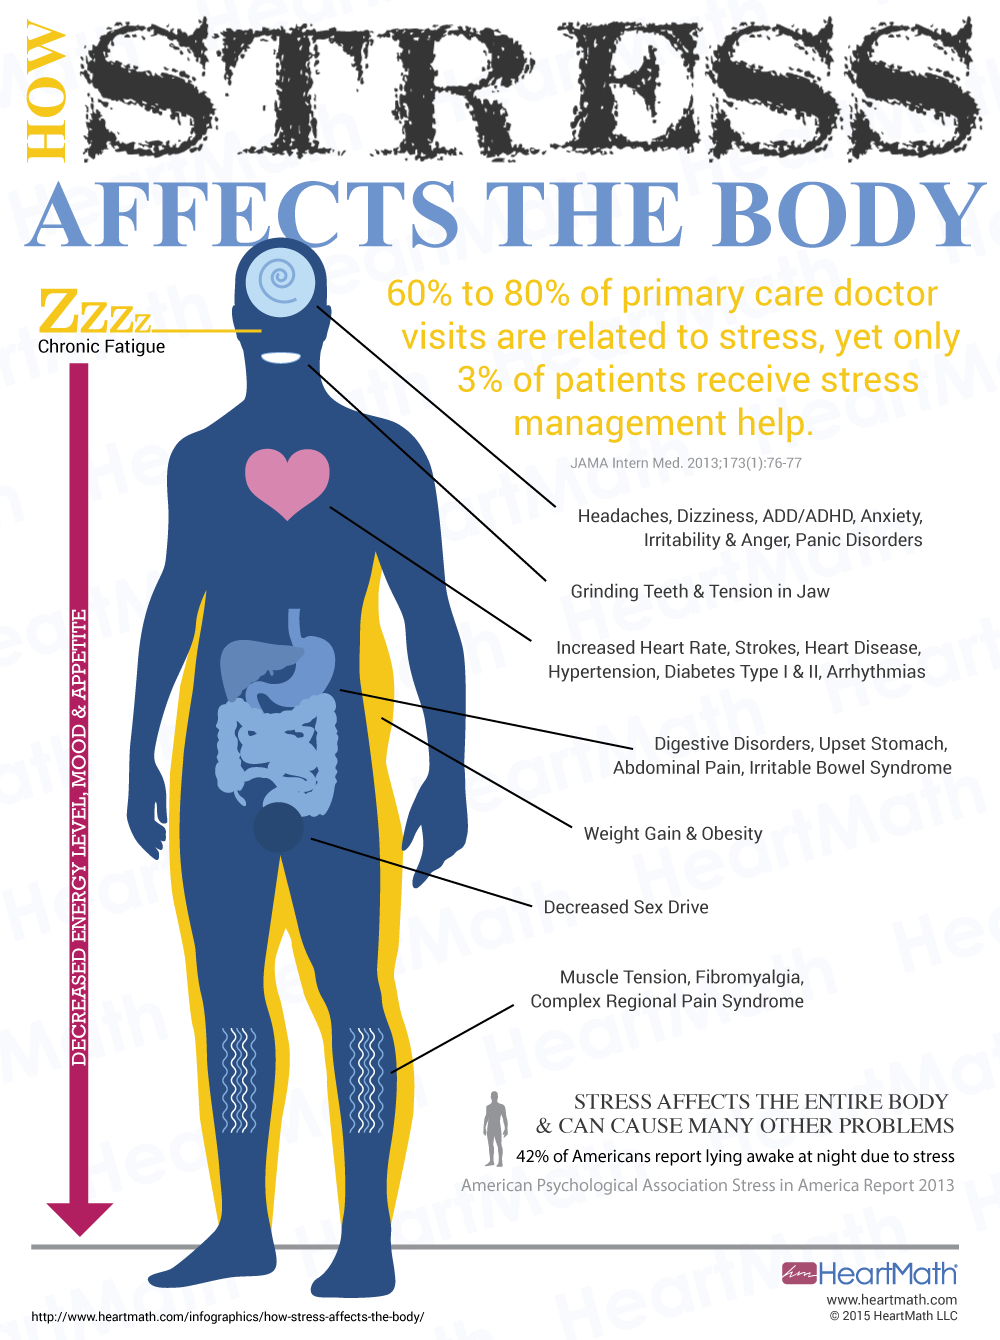 HOW
STRESS
AFFECTS THE BODY
ZZZZ
Chronic Fatigue
60% to 80% of primary care doctor
visits are related to stress, yet only
3% of patients receive stress
management help.
JAMA Intern Med. 2013;173(1):76-77
Headaches, Dizziness, ADD/ADHD, Anxiety,
Irritability & Anger, Panic Disorders
Grinding Teeth & Tension in Jaw
Increased Heart Rate, Strokes, Heart Disease,
Hypertension, Diabetes Type I & II, Arrhythmias
DECREASED ENERGY LEVEL, MOOD & APPETITE
Digestive Disorders, Upset Stomach,
Abdominal Pain, Irritable Bowel Syndrome
Weight Gain & Obesity
Decreased Sex Drive
Muscle Tension, Fibromyalgia,
Complex Regional Pain Syndrome
STRESS AFFECTS THE ENTIRE BODY
& CAN CAUSE MANY OTHER PROBLEMS
42% of Americans report lying awake at night due to stress
American Psychological Association Stress in America Report 2013
hm HeartMath®
www.heartmath.com
http://www.heartmath.com/infographics/how-stress-affects-the-body/
© 2015 HeartMath LLC